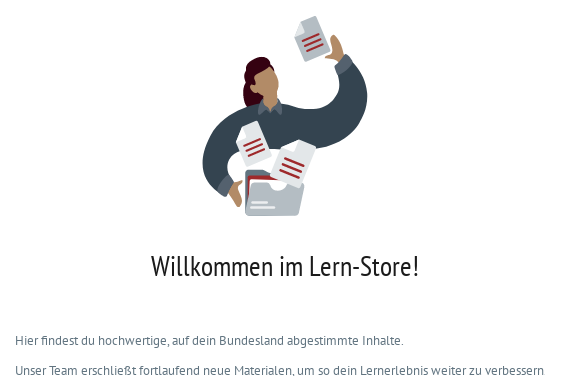 Willkommen im Lern-Store!
Hier findest du hochwertige, auf dein Bundesland abgestimmte Inhalte.
Unser Team erschließt fortlaufend neue Materialen, um so dein Lernerlebnis weiter zu verbessern